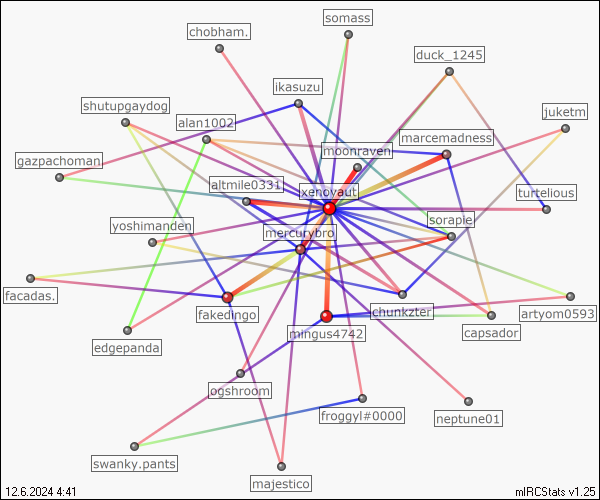 somass
chobham.
duck_1245
ikasuzu
shutupgaydog
juketm
alan1002
marcemadness
moonraven
gazpachoman
altmile0331
xenoyaut
turtelious
sorapie
yoshimanden
mercurybro
facadas.
fakedingo
chunkzter
artyom0593
mingus4742
capsador
edgepanda
ogshroom
froggyl#0000
neptune01
swanky.pants
majestico
12.6.2024 4:41
mIRCStats v1.25